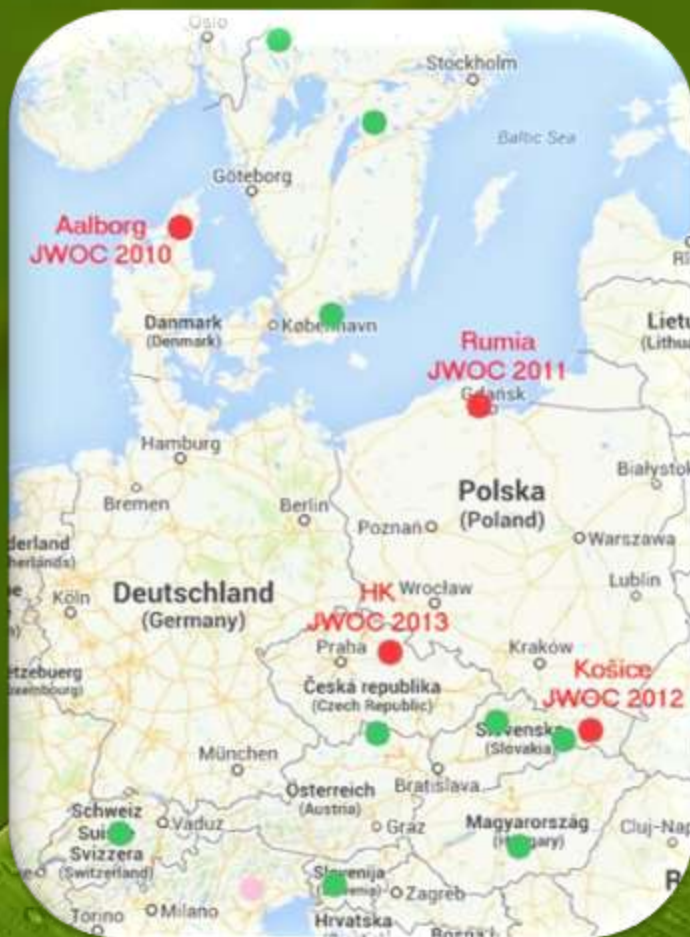 Oslo
Stockholm
Baltic Sea
Göteborg
Aalborg
JWOC 2010
Danmark
(Denmark)
København
Rumia
JWOC 2011
Gdańsk
Hamburg
Bremen
Berlin
Polska
(Poland)
Poznań
Warszawa
Białystok
Deutschland
(Germany)
Köln
HK
JWOC 2013
Wrocław
Lublin
Praha
Kraków
Česká republika
(Czech Republic)
Košice
JWOC 2012
(Slovakia)
München
Österreich
(Austria)
Bratislava
Schweiz
Svizzera
(Switzerland)
Vaduz
Graz
Magyarország
Milano
Zagreb
Torino
Hrvatska